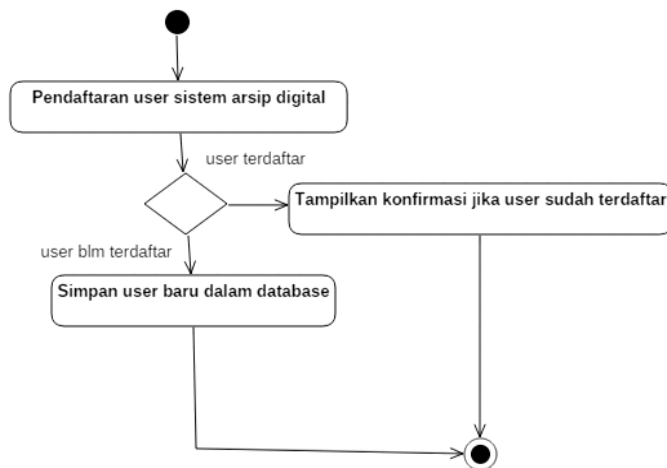 Pendaftaran user sistem arsip digital
user terdaftar
Tampilkan konfirmasi jika user sudah terdaftar
user blm terdaftar
Simpan user baru dalam database